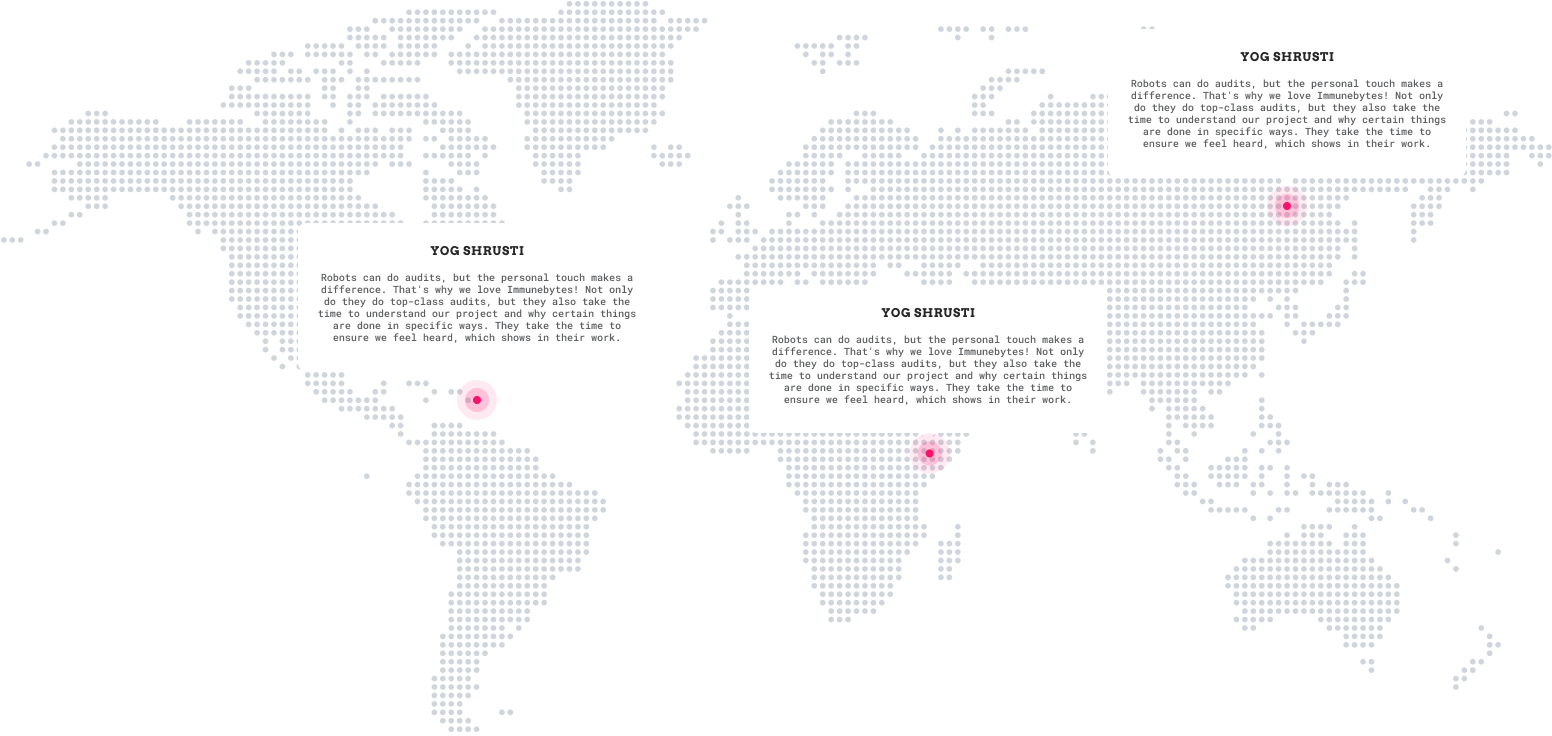 YOG SHRUSTI
Robots can do audits, but the personal touch makes a
difference. That's why we love Immunebytes! Not only
do they do top-class audits, but they also take the
time to understand our project and why certain things
are done in specific ways. They take the time to
ensure we feel heard, which shows in their work.
YOG SHRUSTI
Robots can do audits, but the personal touch makes a
difference. That's why we love Immunebytes! Not only
do they do top-class audits, but they also take the
time to understand our project and why certain things
are done in specific ways. They take the time to
ensure we feel heard, which shows in their work.
YOG SHRUSTI
Robots can do audits, but the personal touch makes a
difference. That's why we love Immunebytes! Not only
do they do top-class audits, but they also take the
time to understand our project and why certain things
are done in specific ways. They take the time to
ensure we feel heard, which shows in their work.